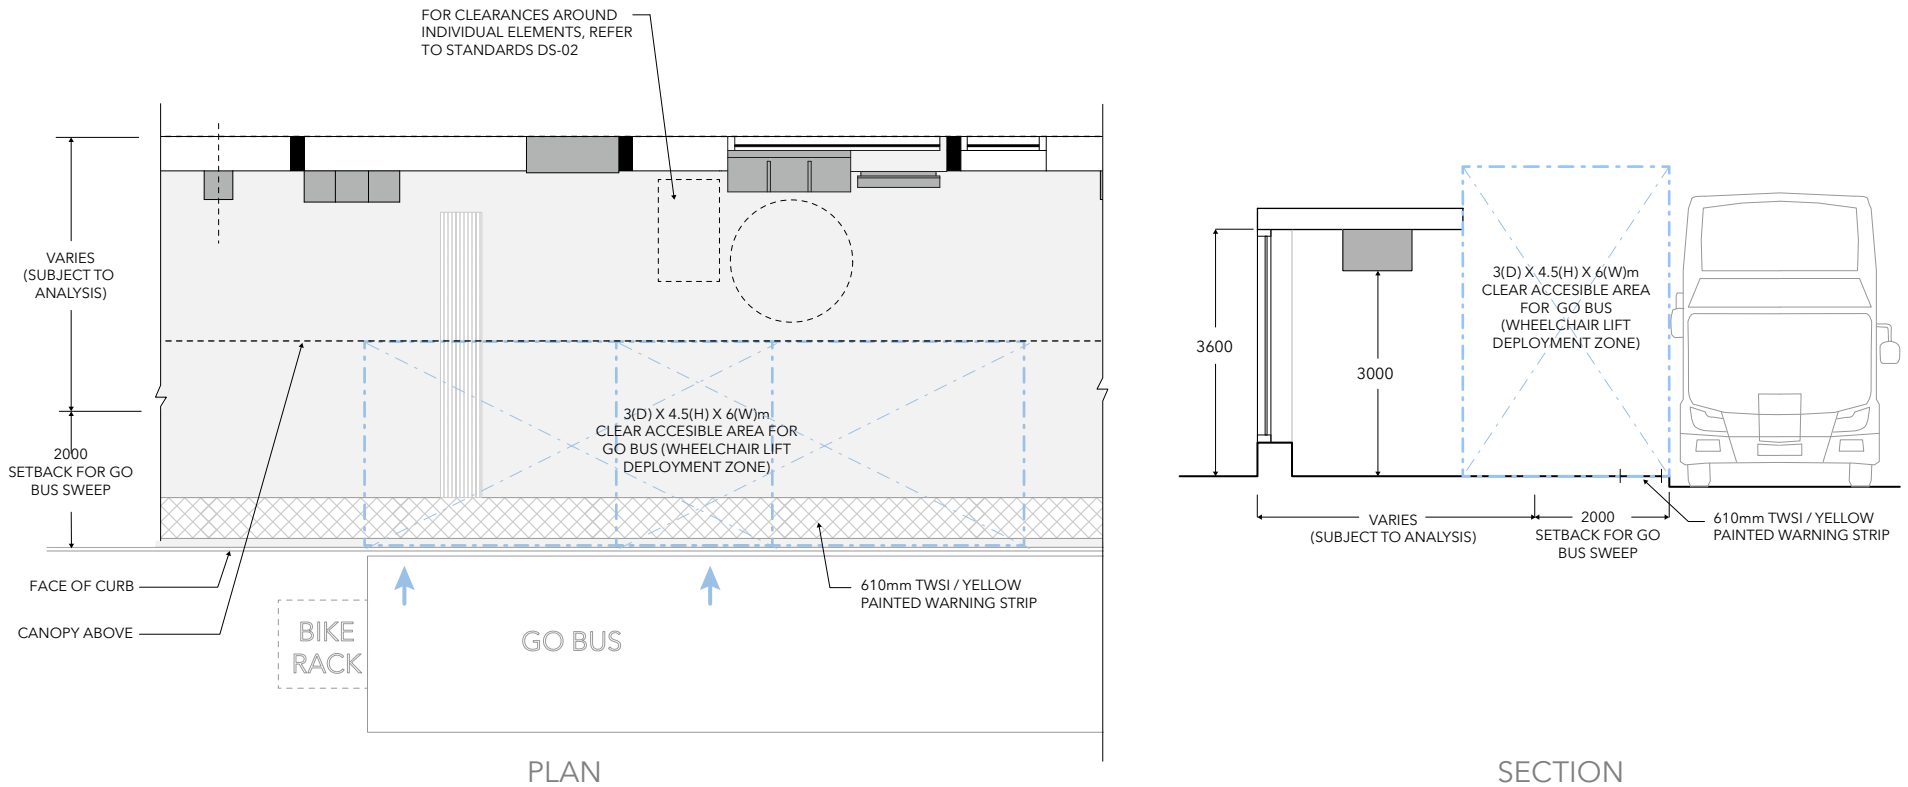 FOR CLEARANCES AROUND
INDIVIDUAL ELEMENTS, REFER
TO STANDARDS DS-02
VARIES
(SUBJECT TO
ANALYSIS)
2000
SETBACK FOR GO
BUS SWEEP
3(D) X 4.5(H) X 6(W)m
CLEAR ACCESIBLE AREA FOR
GO BUS (WHEELCHAIR LIFT
DEPLOYMENT ZONE)
FACE OF CURB
CANOPY ABOVE
610mm TWSI / YELLOW
PAINTED WARNING STRIP
BIKE
RACK
GO BUS
PLAN
3600
3000
3(D) X 4.5(H) X 6(W)m
CLEAR ACCESIBLE AREA
FOR GO BUS
(WHEELCHAIR LIFT
DEPLOYMENT ZONE)
VARIES
(SUBJECT TO ANALYSIS)
2000
SETBACK FOR GO
BUS SWEEP
610mm TWSI / YELLOW
PAINTED WARNING STRIP
SECTION